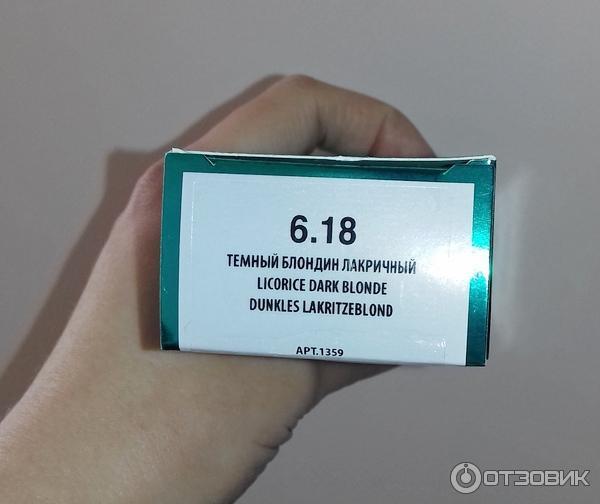 6.18
ТЕМНЫЙ БЛОНДИН ЛАКРИЧНЫЙ
LICORICE DARK BLONDE
DUNKLES LAKRITZEBLOND
АРТ.1359
ОТЗОВИК